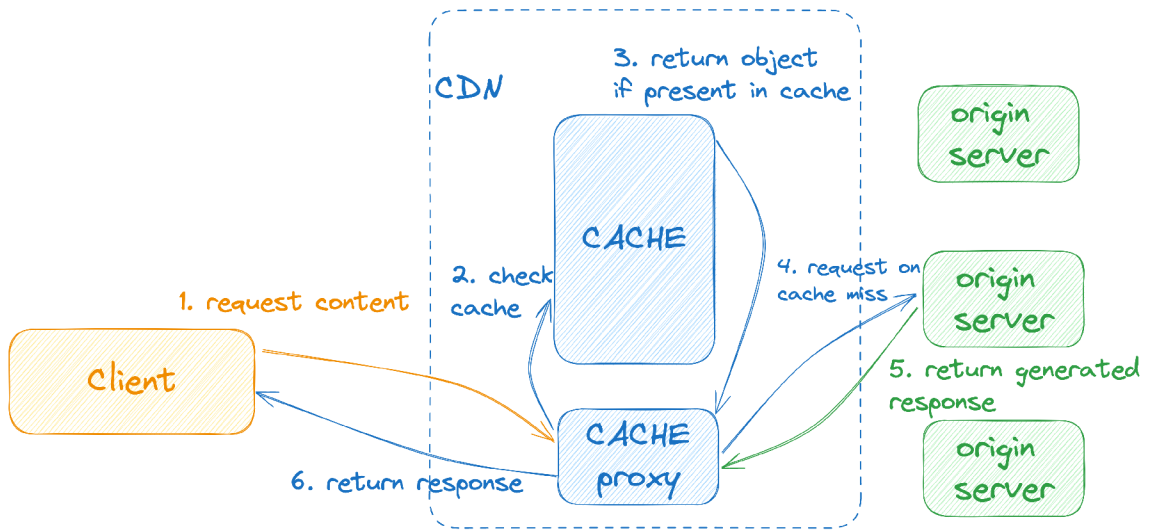 CDN
3. return object
if present in cache
origin
server
CACHE
2. check
cache
4. request on
cache miss
origin
server
1. request content
Client
5. return generated
response
CACHE
proxy
6. return response
origin
server